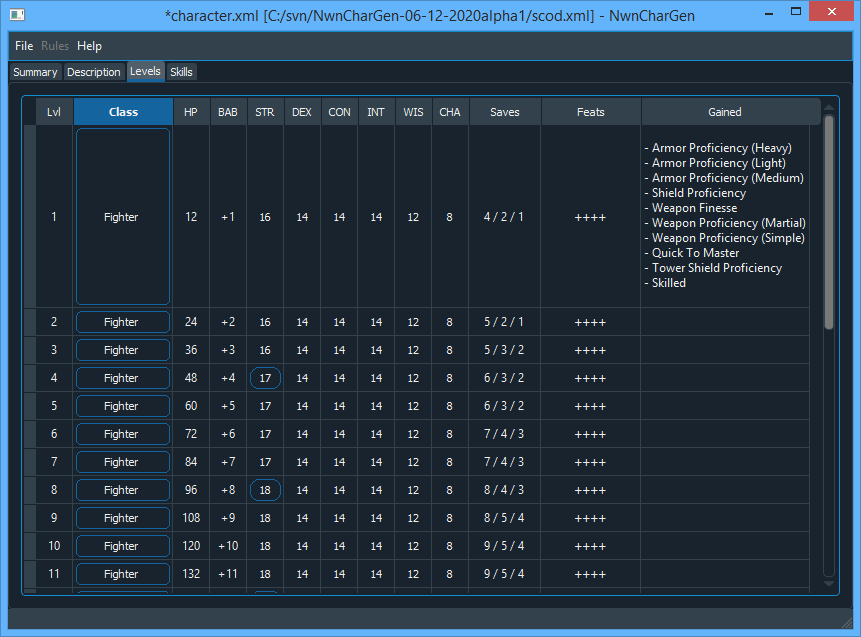 *character.xml [C:/svn/NwnCharGen-06-12-2020alpha1/scod.xml] - NwnCharGen
File Rules Help
Summary Description Levels Skills
Lvl Class HP BAB STR DEX CON INT WIS CHA Saves Feats Gained
- Armor Proficiency (Heavy)
- Armor Proficiency (Light)
- Armor Proficiency (Medium)
- Shield Proficiency
- Weapon Finesse
1 Fighter 12 +1 16 14 14 14 12 8 4 / 2 / 1 ++++
- Weapon Proficiency (Martial)
- Weapon Proficiency (Simple)
- Quick To Master
- Tower Shield Proficiency
- Skilled
2 Fighter 24 +2 16 14 14 14 12 8 5 / 2 / 1 ++++
3 Fighter 36 +3 16 14 14 14 12 8 5 / 3 / 2 ++++
4 Fighter 48 +4 17 14 14 14 12 8 6 / 3 / 2 ++++
5 Fighter 60 +5 17 14 14 14 12 8 6 / 3 / 2 ++++
6 Fighter 72 +6 17 14 14 14 12 8 7 / 4 / 3 ++++
7 Fighter 84 +7 17 14 14 14 12 8 7 / 4 / 3 ++++
8 Fighter 96 +8 18 14 14 14 12 8 8 / 4 / 3 ++++
9 Fighter 108 +9 18 14 14 14 12 8 8 / 5 / 4 ++++
10 Fighter 120 +10 18 14 14 14 12 8 9 / 5 / 4 ++++
11 Fighter 132 +11 18 14 14 14 12 8 9 / 5 / 4 ++++